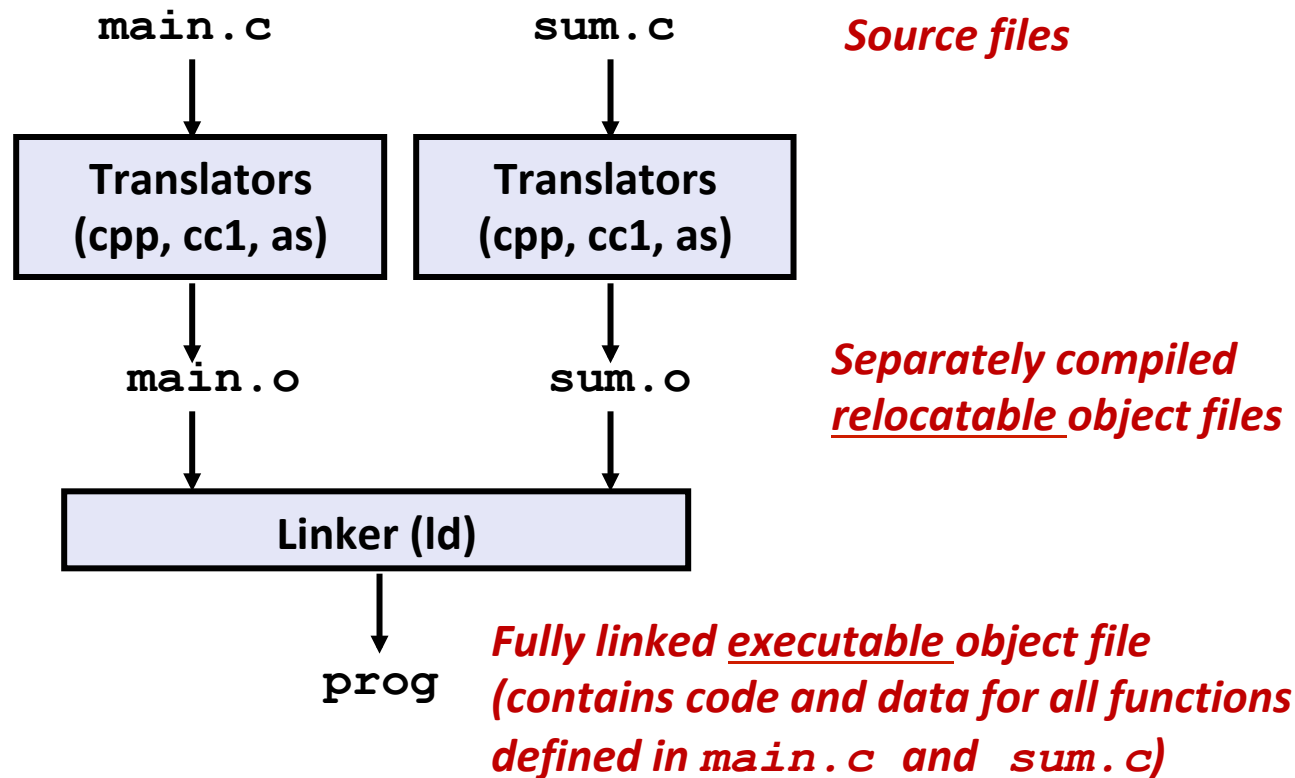 main.c
sum.c
Source files
Translators
(cpp, cc1, as)
Translators
(cpp, cc1, as)
main.o
sum.o
Separately compiled
relocatable object files
Linker (ld)
prog
Fully linked executable object file
(contains code and data for all functions
defined in main.c and sum.c)